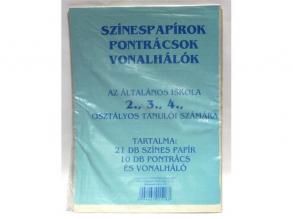 SZÍNESPAPÍROK
PONTRÁCSOK
VONALHÁLÓK
AZ ÁLTALÁNOS ISKOLA
2., 3., 4.,
OSZTÁLYOS TANULÓI SZÁMÁRA
TARTALMA:
21 DB SZÍNES PAPÍR
10 DB PONTRÁCS
ÉS VONALHÁLÓ